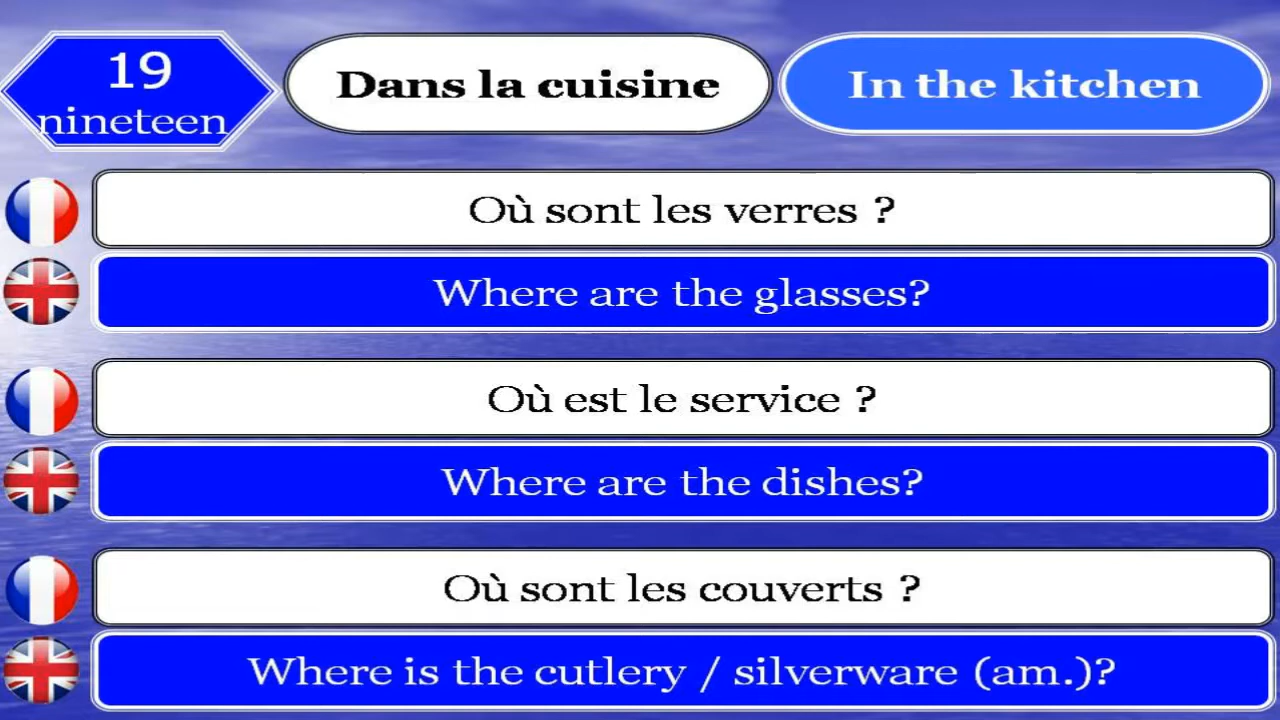 19
nineteen
Dans la cuisine
In the kitchen
Où sont les verres ?
Where are the glasses?
Où est le service ?
Where are the dishes?
Où sont les couverts ?
Where is the cutlery / silverware (am.)?